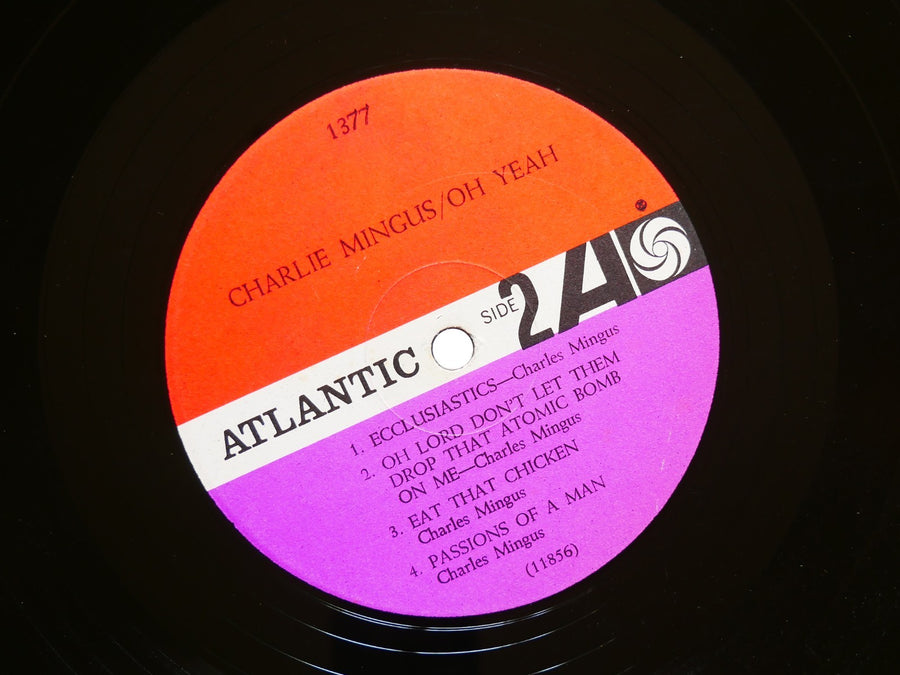 1377
CHARLIE MINGUS/OH YEAH
SIDE 2
ATLANTIC
1. ECCLUSIASTICS—Charles Mingus
2. OH LORD DON'T LET THEM
DROP THAT ATOMIC BOMB
ON ME—Charles Mingus
3. EAT THAT CHICKEN
Charles Mingus
4. PASSIONS OF A MAN
Charles Mingus
(11856)